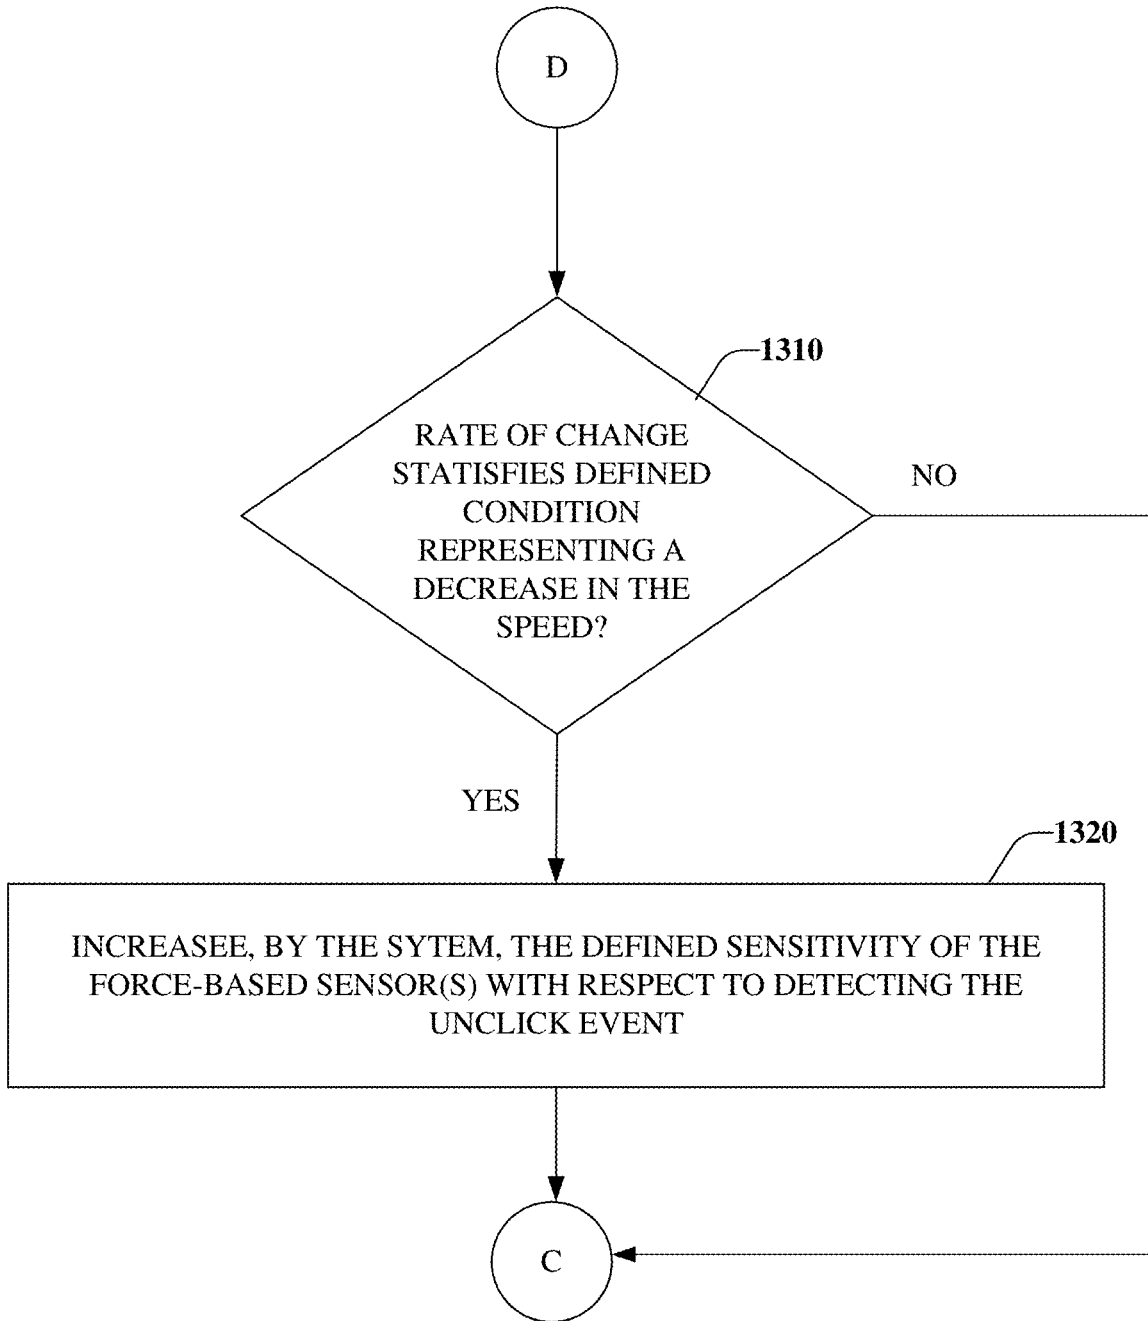 D
1310
RATE OF CHANGE
STATISFIES DEFINED
CONDITION
REPRESENTING A
DECREASE IN THE
SPEED?
NO
YES
1320
INCREASEE, BY THE SYTEM, THE DEFINED SENSITIVITY OF THE
FORCE-BASED SENSOR(S) WITH RESPECT TO DETECTING THE
UNCLICK EVENT
C